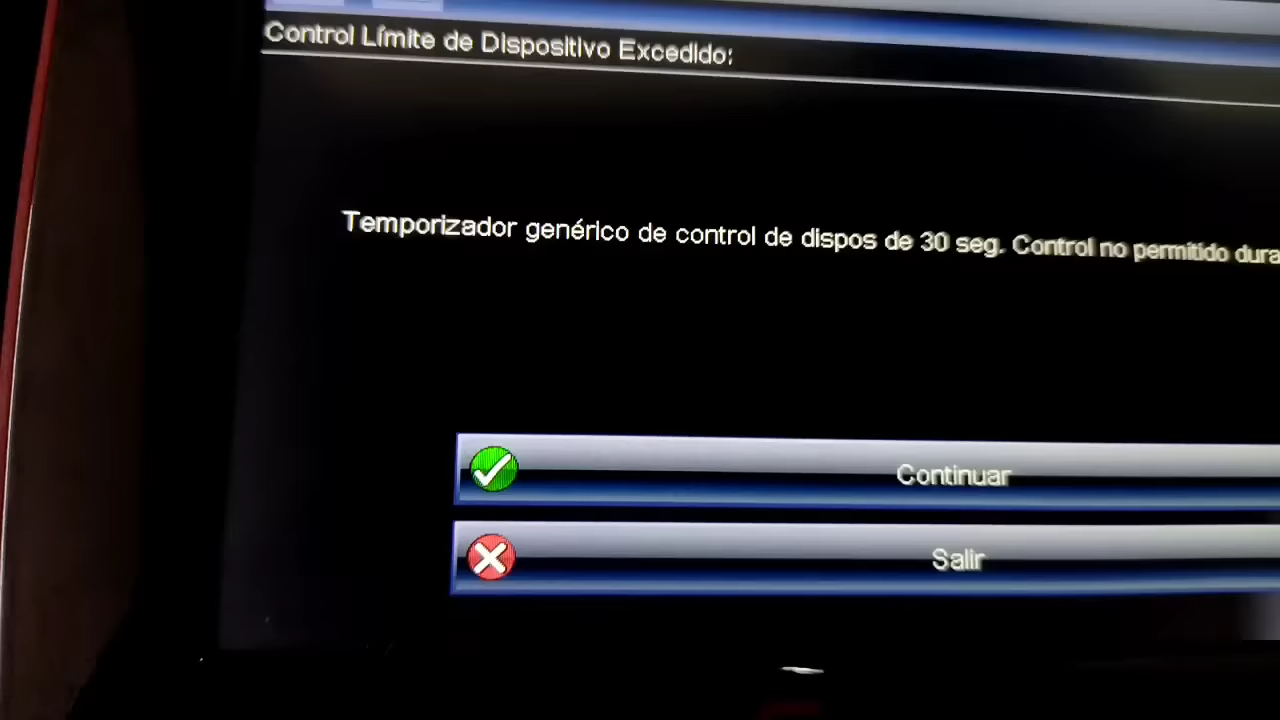 Control Límite de Dispositivo Excedido:
Temporizador genérico de control de dispos de 30 seg. Control no permitido dura
Continuar
Salir